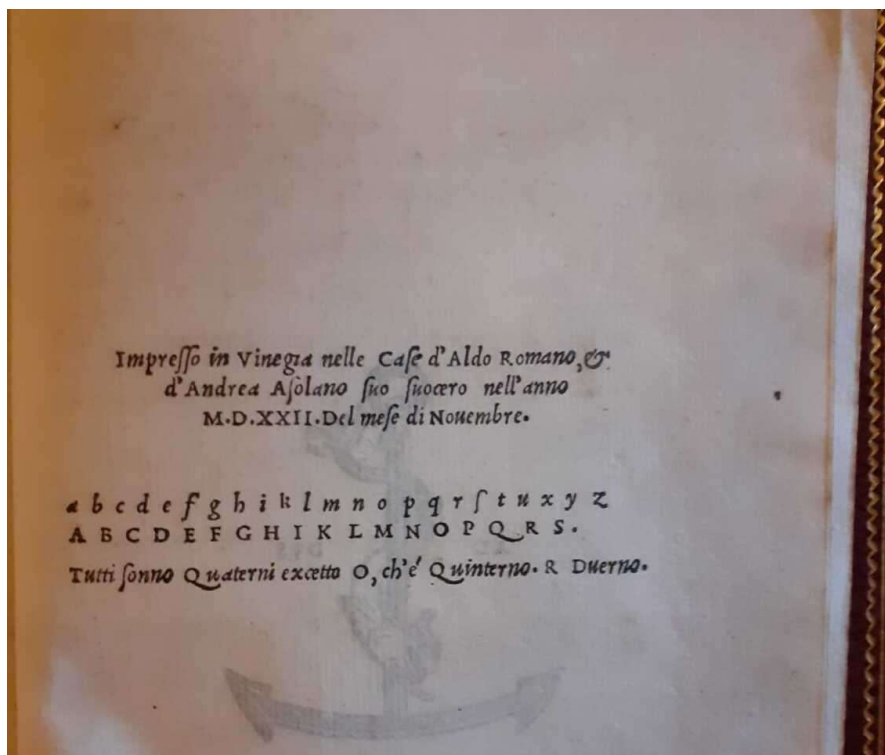 Impreſſo in Vinegia nelle Caſe d'Aldo Romano, &
d'Andrea Aſolano ſuo ſuocero nell'anno
M.D.XXII. Del meſe di Nouembre.
a b c d e f g h i k l m n o p q r ſ t u x y z
A B C D E F G H I K L M N O P Q R S.
Tutti ſonno Quaterni excetto O, ch'e' Quinterno. R Duerno.